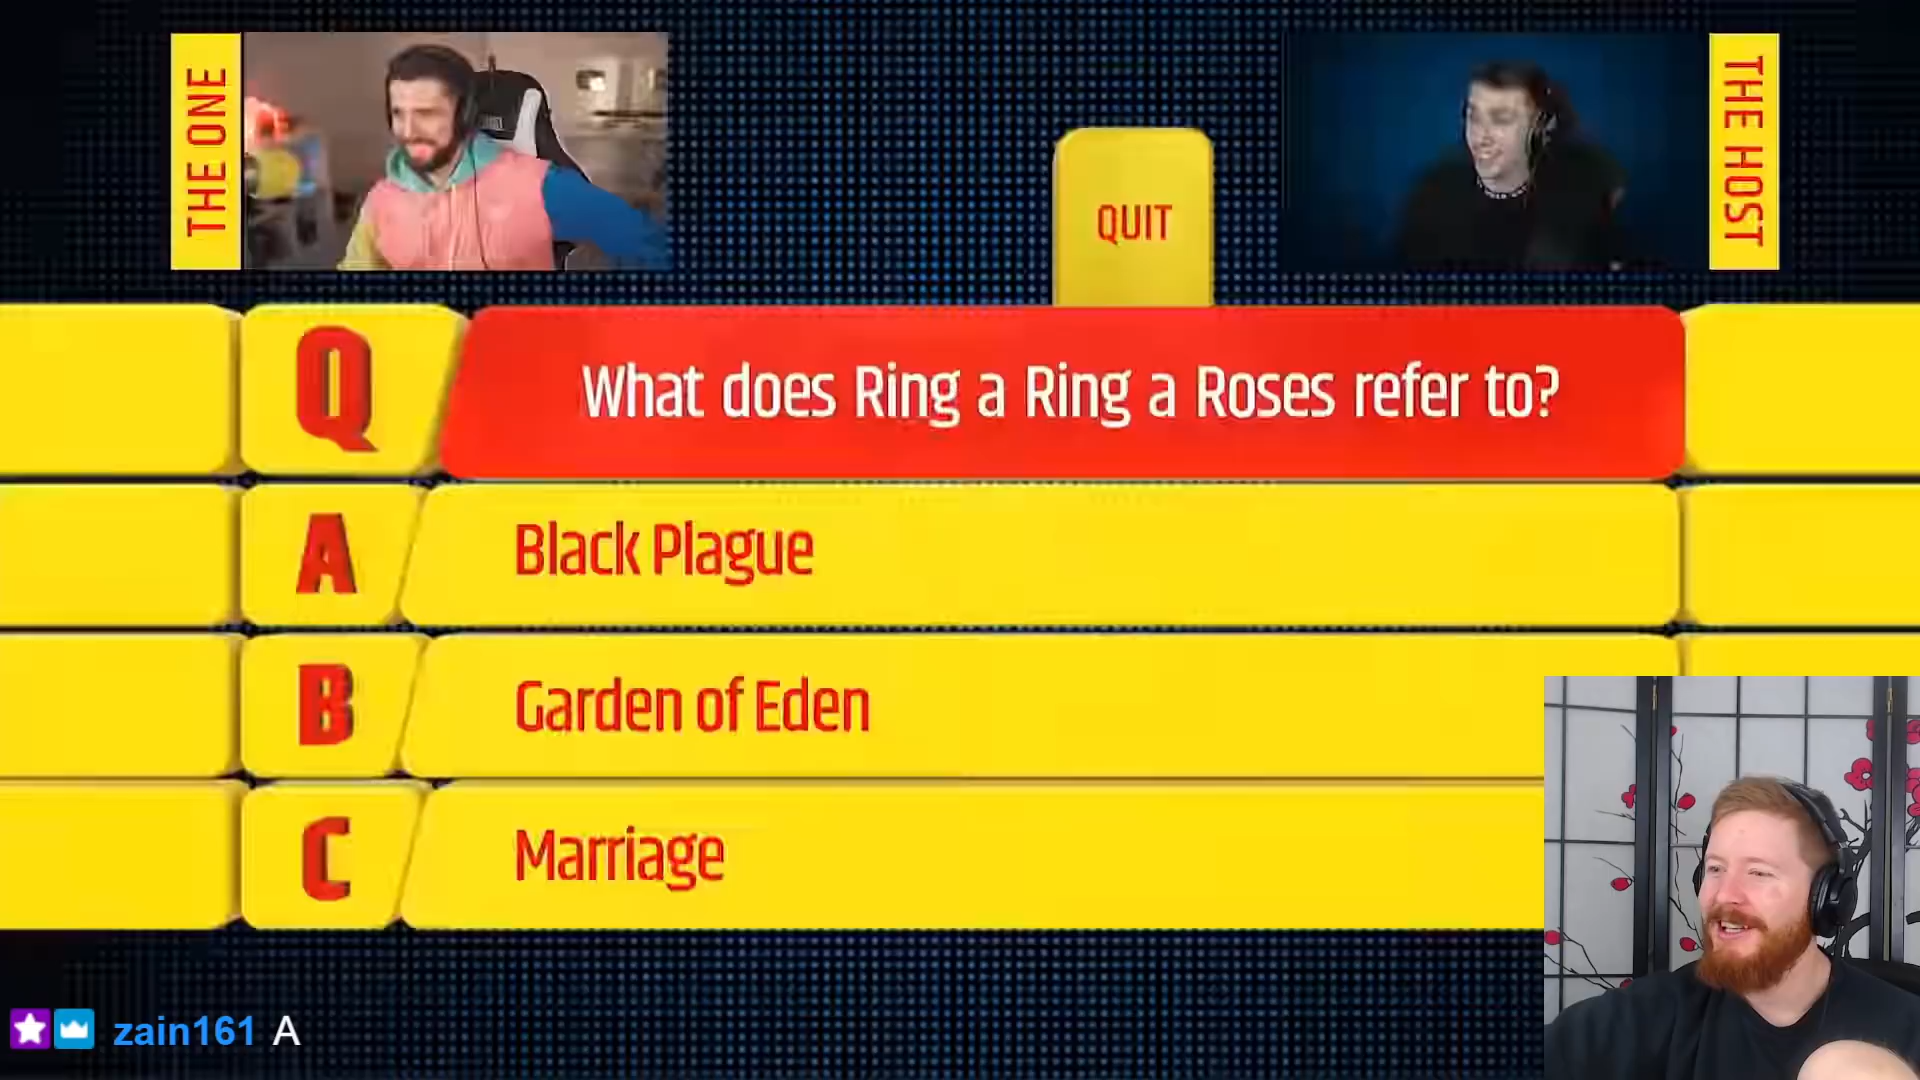 THE ONE
THE HOST
QUIT
Q What does Ring a Ring a Roses refer to?
A Black Plague
B Garden of Eden
C Marriage
zain161 A